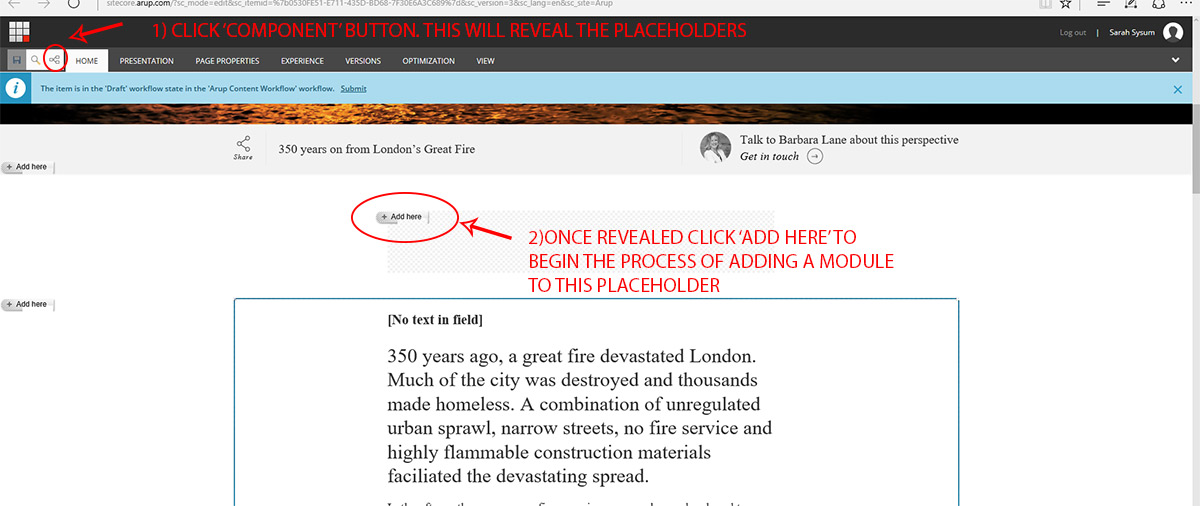 sitecore.arup.com/?sc_mode=edit&sc_itemid=%7b0530FE51-E711-435D-BD68-7F30E6A3C689%7d&sc_version=3&sc_lang=en&sc_site=Arup
1) CLICK 'COMPONENT' BUTTON. THIS WILL REVEAL THE PLACEHOLDERS
Log out | Sarah Sysum
HOME PRESENTATION PAGE PROPERTIES EXPERIENCE VERSIONS OPTIMIZATION VIEW
The item is in the 'Draft' workflow state in the 'Arup Content Workflow' workflow. Submit
Share
350 years on from London's Great Fire
Talk to Barbara Lane about this perspective
Get in touch
+ Add here
+ Add here
2)ONCE REVEALED CLICK 'ADD HERE' TO
BEGIN THE PROCESS OF ADDING A MODULE
TO THIS PLACEHOLDER
+ Add here
[No text in field]
350 years ago, a great fire devastated London.
Much of the city was destroyed and thousands
made homeless. A combination of unregulated
urban sprawl, narrow streets, no fire service and
highly flammable construction materials
faciliated the devastating spread.